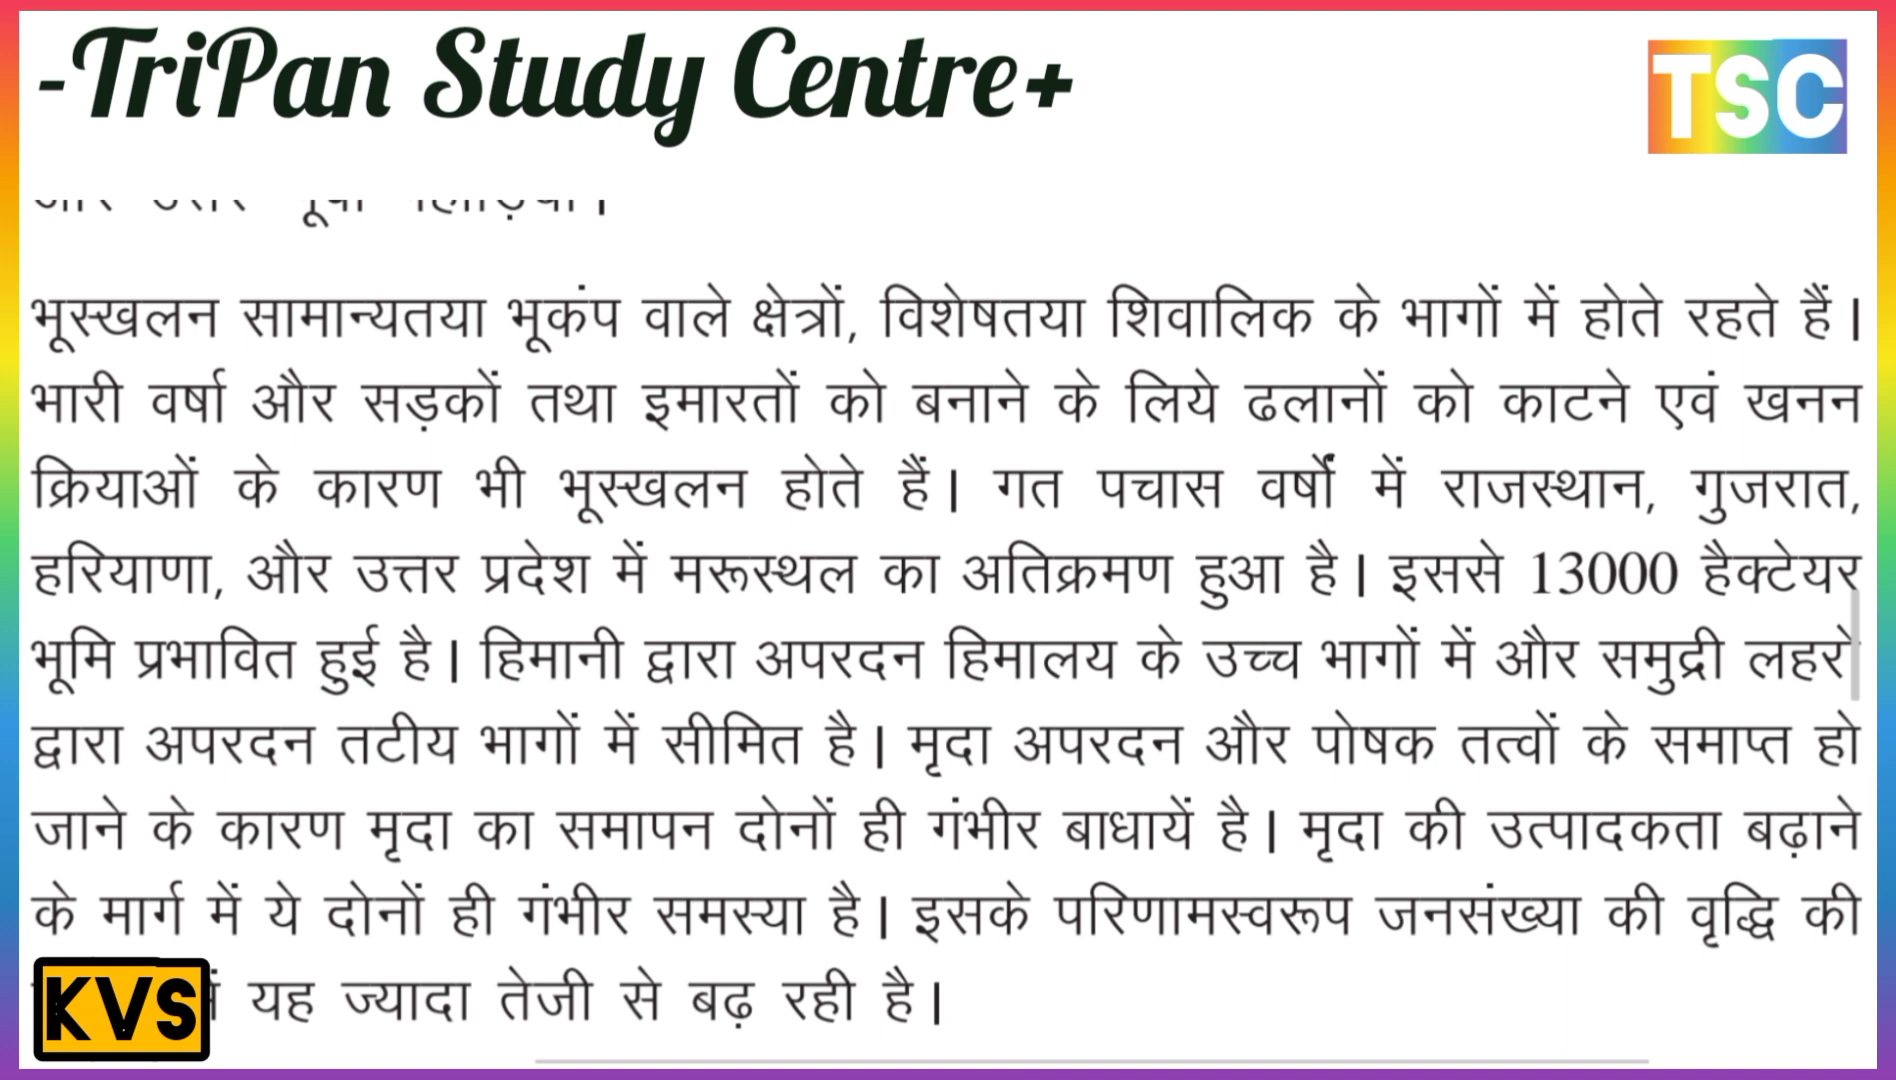 -TriPan Study Centre+
TSC
भूस्खलन सामान्यतया भूकंप वाले क्षेत्रों, विशेषतया शिवालिक के भागों में होते रहते हैं।
भारी वर्षा और सड़कों तथा इमारतों को बनाने के लिये ढलानों को काटने एवं खनन
क्रियाओं के कारण भी भूस्खलन होते हैं। गत पचास वर्षों में राजस्थान, गुजरात,
हरियाणा, और उत्तर प्रदेश में मरूस्थल का अतिक्रमण हुआ है। इससे 13000 हैक्टेयर
भूमि प्रभावित हुई है। हिमानी द्वारा अपरदन हिमालय के उच्च भागों में और समुद्री लहरों
द्वारा अपरदन तटीय भागों में सीमित है। मृदा अपरदन और पोषक तत्वों के समाप्त हो
जाने के कारण मृदा का समापन दोनों ही गंभीर बाधायें है। मृदा की उत्पादकता बढ़ाने
के मार्ग में ये दोनों ही गंभीर समस्या है। इसके परिणामस्वरूप जनसंख्या की वृद्धि की
यह ज्यादा तेजी से बढ़ रही है।
KVS